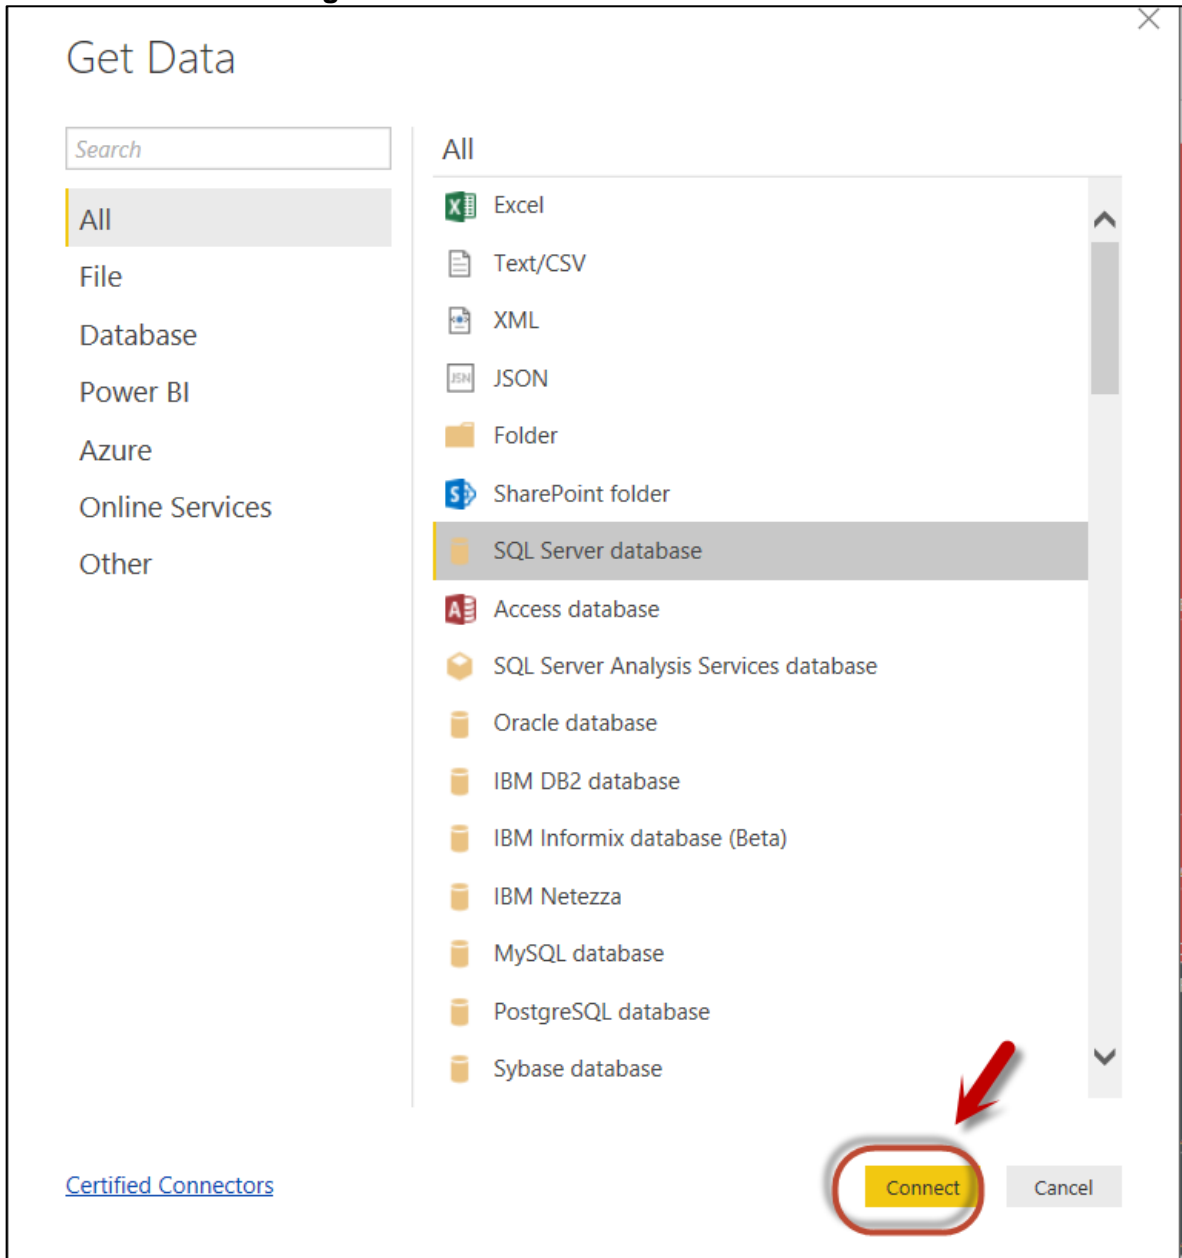 Get Data
Search
All
File
Database
Power BI
Azure
Online Services
Other
All
Excel
Text/CSV
XML
JSN JSON
Folder
SharePoint folder
SQL Server database
Access database
SQL Server Analysis Services database
Oracle database
IBM DB2 database
IBM Informix database (Beta)
IBM Netezza
MySQL database
PostgreSQL database
Sybase database
Certified Connectors
Connect
Cancel